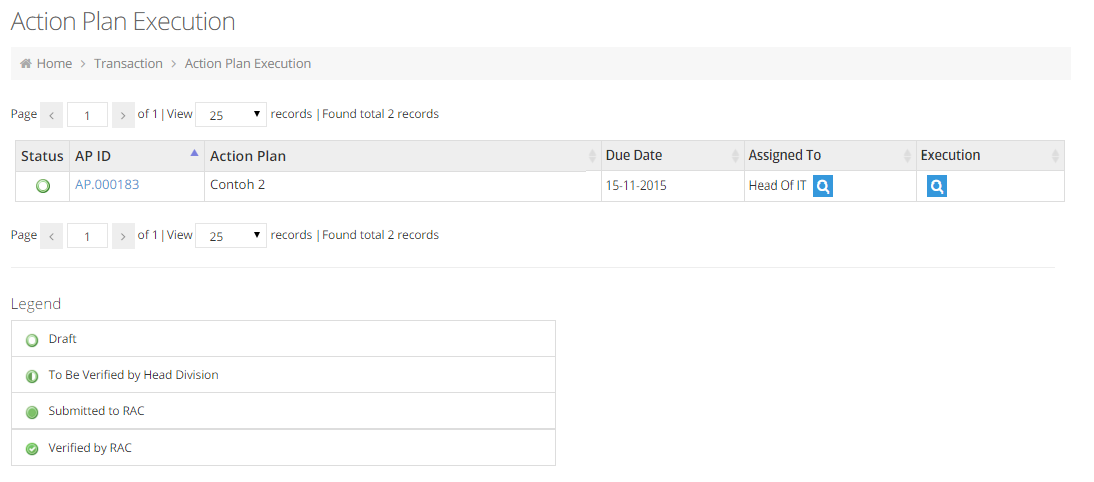 Action Plan Execution
Home > Transaction > Action Plan Execution
Page < 1 > of 1 | View 25 records | Found total 2 records
Status AP ID Action Plan Due Date Assigned To Execution
AP.000183 Contoh 2 15-11-2015 Head Of IT
Page < 1 > of 1 | View 25 records | Found total 2 records
Legend
Draft
To Be Verified by Head Division
Submitted to RAC
Verified by RAC